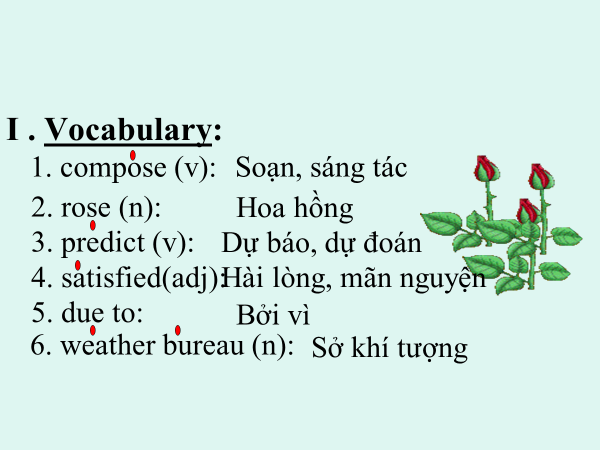 I . Vocabulary:
1. compose (v): Soạn, sáng tác
2. rose (n): Hoa hồng
3. predict (v): Dự báo, dự đoán
4. satisfied(adj): Hài lòng, mãn nguyện
5. due to: Bởi vì
6. weather bureau (n): Sở khí tượng